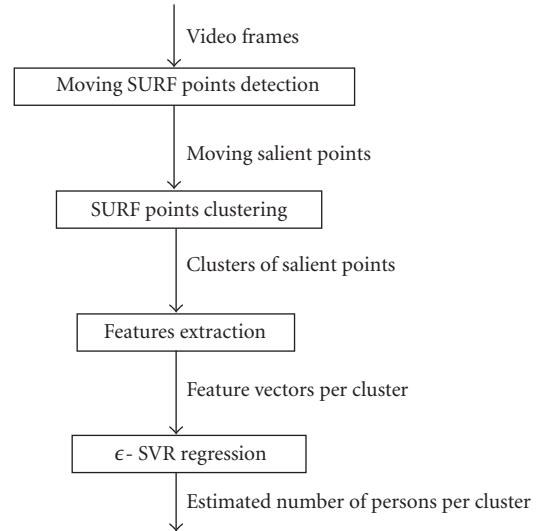 Video frames
Moving SURF points detection
Moving salient points
SURF points clustering
Clusters of salient points
Features extraction
Feature vectors per cluster
ϵ- SVR regression
Estimated number of persons per cluster